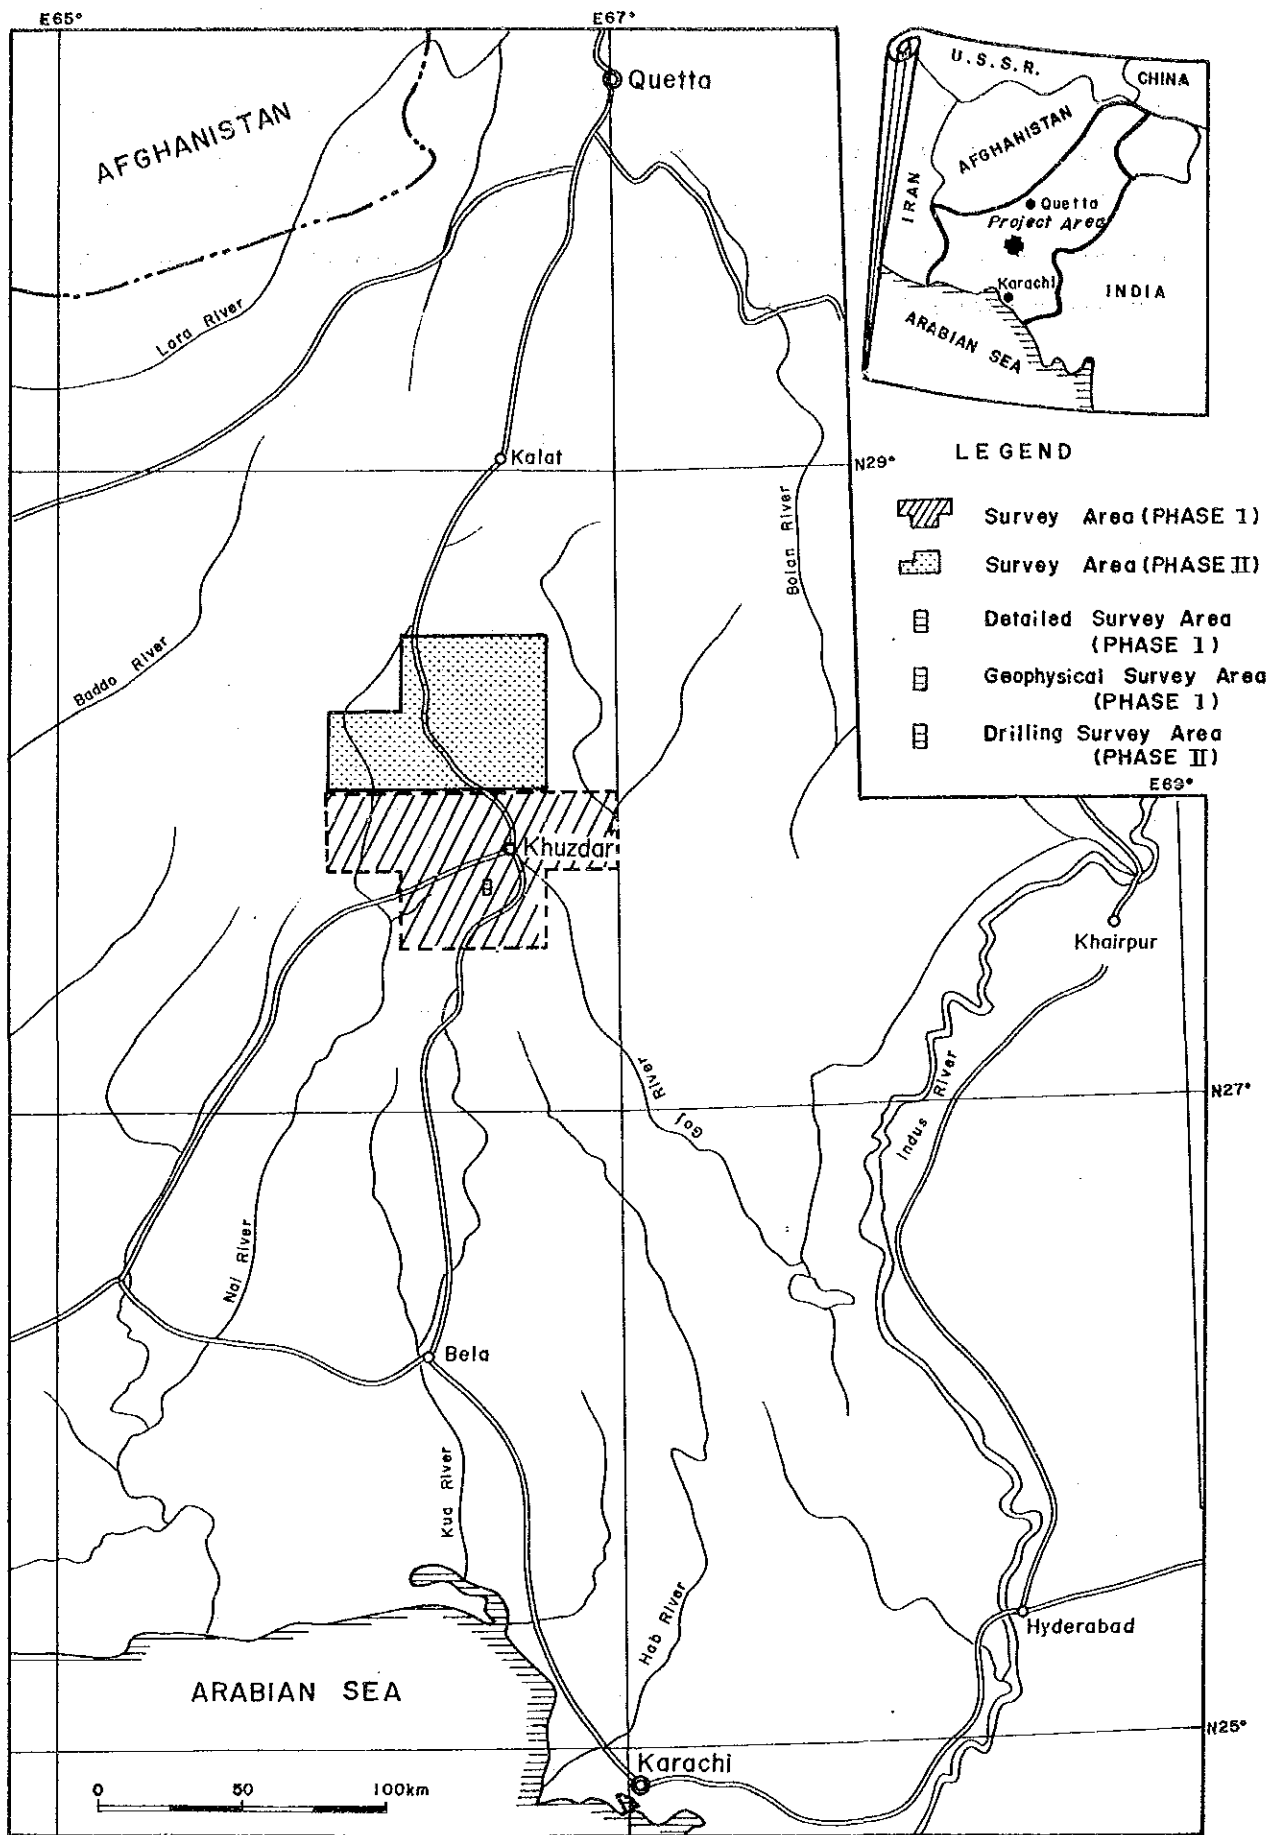 E65°
E67°
Quetta
AFGHANISTAN
Lora River
Kalat
Bolan River
Baddo River
Khuzdar
Khairpur
Goj River
Indus River
Nal River
Bela
Kud River
Hab River
Hyderabad
ARABIAN SEA
Karachi
0 50 100km
U.S.S.R.
CHINA
AFGHANISTAN
IRAN
Quetta
Project Area
Karachi
INDIA
ARABIAN SEA
LEGEND
N29°
Survey Area (PHASE I)
Survey Area (PHASE II)
Detailed Survey Area
(PHASE I)
Geophysical Survey Area
(PHASE I)
Drilling Survey Area
(PHASE II)
E69°
N27°
N25°